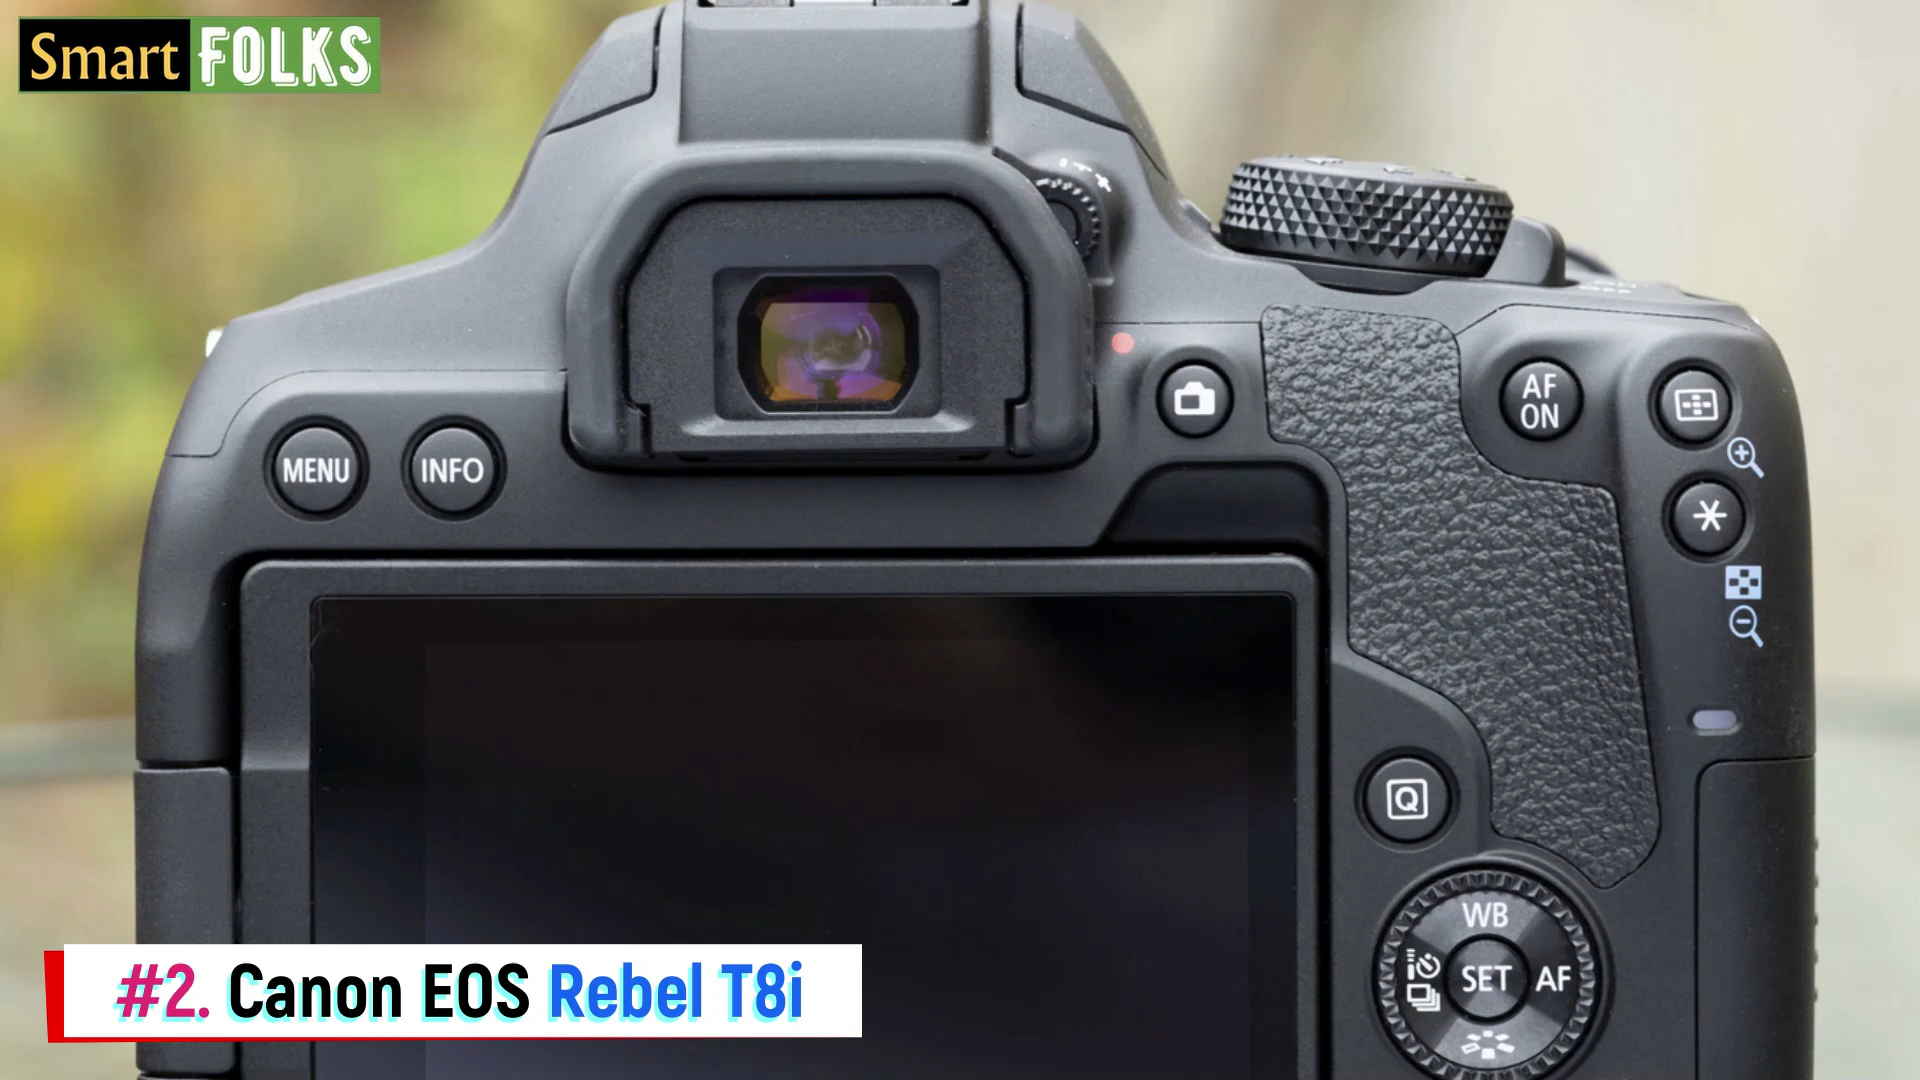 Smart FOLKS
MENU
INFO
AF
ON
Q
WB
SET
AF
#2. Canon EOS Rebel T8i